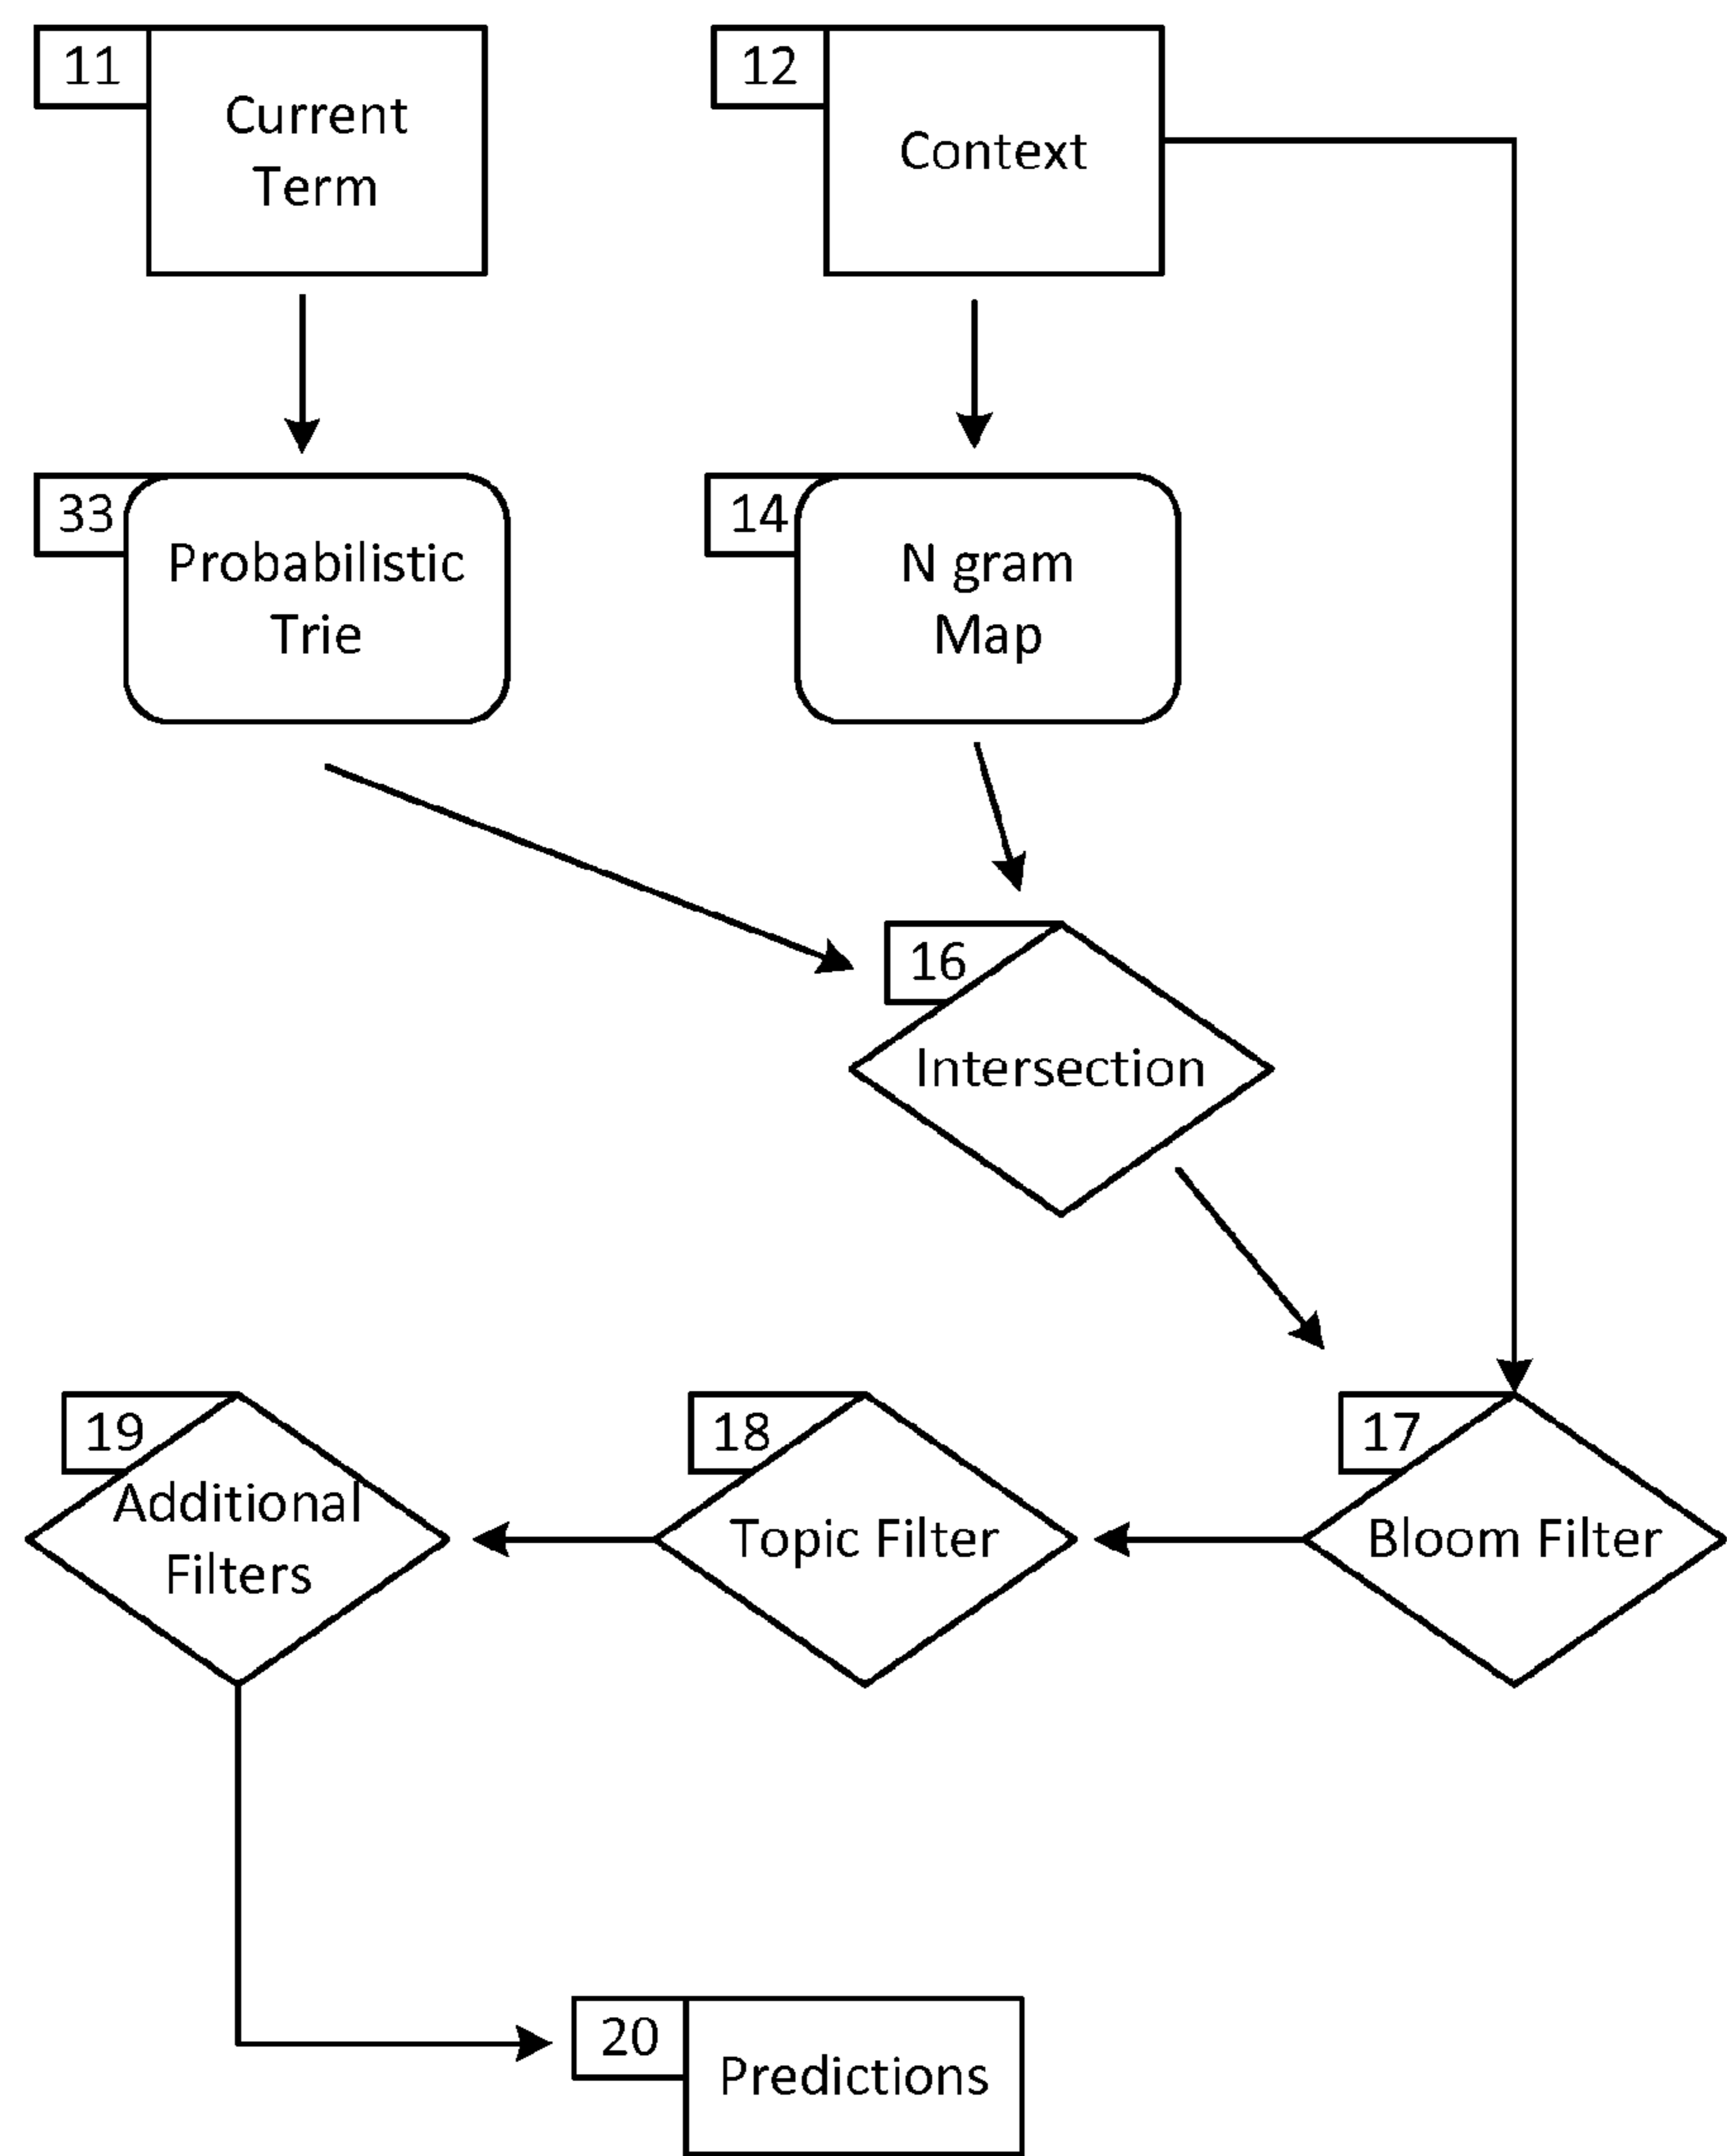 11
Current
Term
12
Context
33
Probabilistic
Trie
14
N gram
Map
16
Intersection
19
Additional
Filters
18
Topic Filter
17
Bloom Filter
20
Predictions